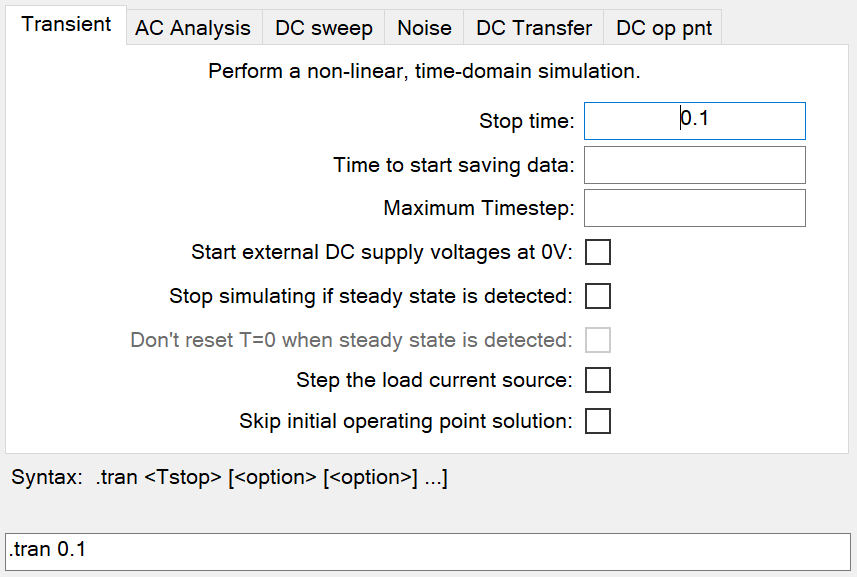 Transient AC Analysis DC sweep Noise DC Transfer DC op pnt
Perform a non-linear, time-domain simulation.
Stop time: 0.1
Time to start saving data:
Maximum Timestep:
Start external DC supply voltages at 0V:
Stop simulating if steady state is detected:
Don't reset T=0 when steady state is detected:
Step the load current source:
Skip initial operating point solution:
Syntax: .tran <Tstop> [<option> [<option>] ...]
.tran 0.1